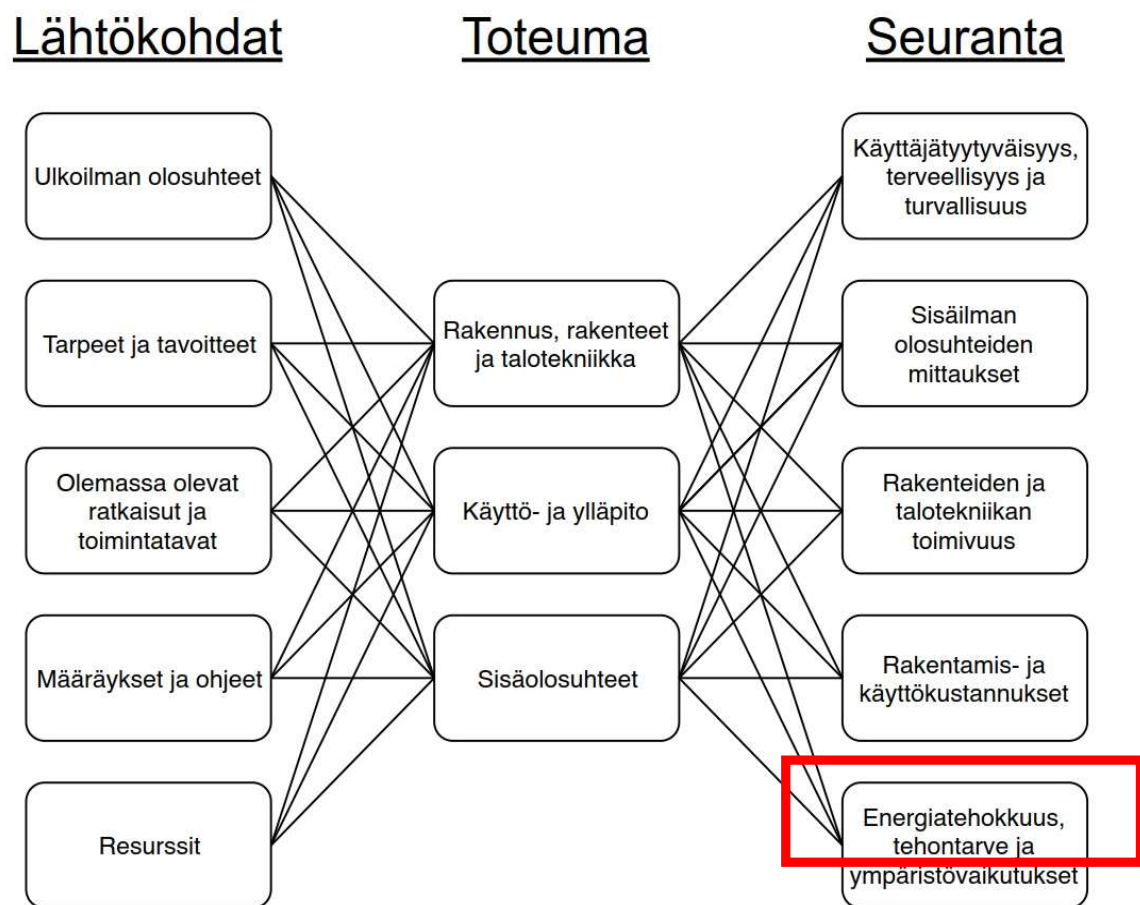 Lähtökohdat
Toteuma
Seuranta
Ulkoilman olosuhteet
Tarpeet ja tavoitteet
Olemassa olevat
ratkaisut ja
toimintatavat
Määräykset ja ohjeet
Resurssit
Rakennus, rakenteet
ja talotekniikka
Käyttö- ja ylläpito
Sisäolosuhteet
Käyttäjätyytyväisyys,
terveellisyys ja
turvallisuus
Sisäilman
olosuhteiden
mittaukset
Rakenteiden ja
talotekniikan
toimivuus
Rakentamis- ja
käyttökustannukset
Energiatehokkuus,
tehontarve ja
ympäristövaikutukset